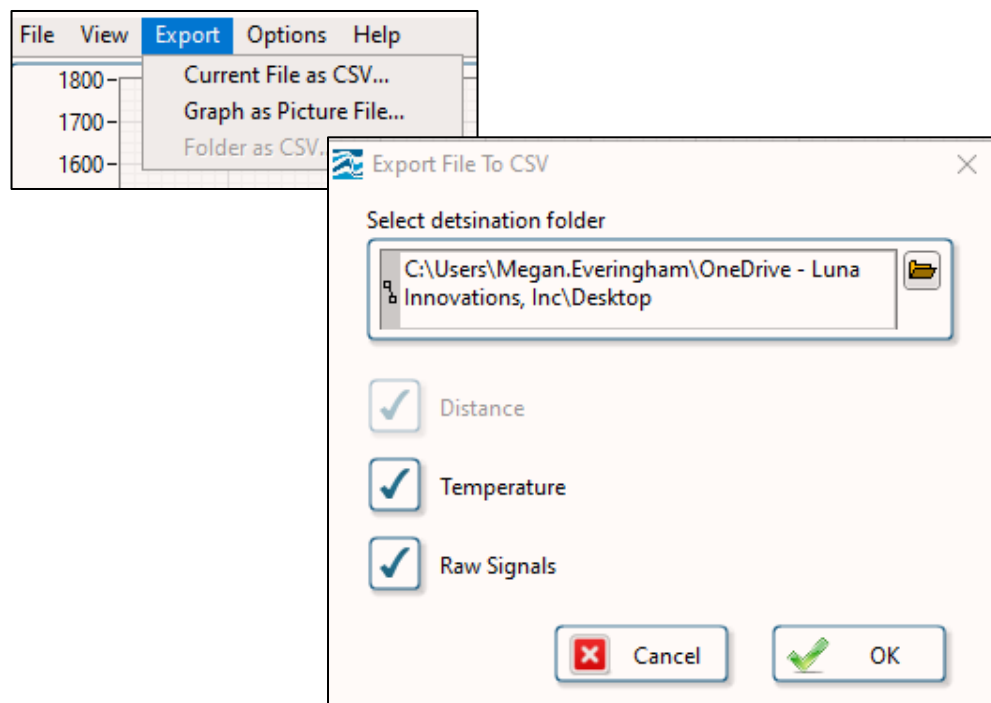 File View Export Options Help
1800
Current File as CSV...
1700
Graph as Picture File...
1600
Folder as CSV.
Export File To CSV
Select detsination folder
C:\Users\Megan.Everingham\OneDrive - Luna
Innovations, Inc\Desktop
Distance
Temperature
Raw Signals
Cancel OK